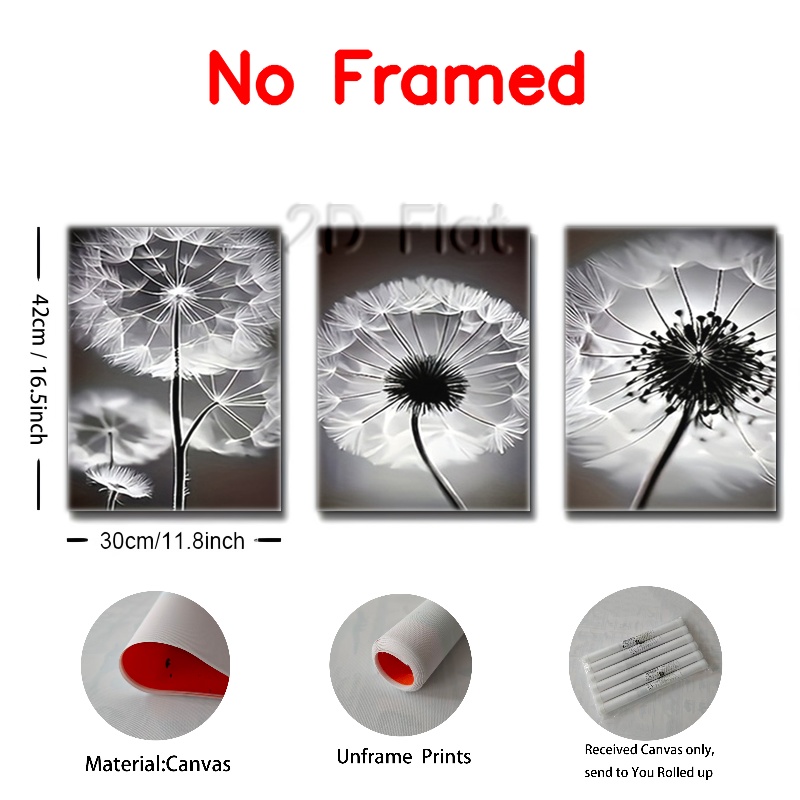 No Framed
2D Flat
42cm / 16.5inch
30cm/11.8inch
Material:Canvas
Unframe Prints
Received Canvas only,
send to You Rolled up